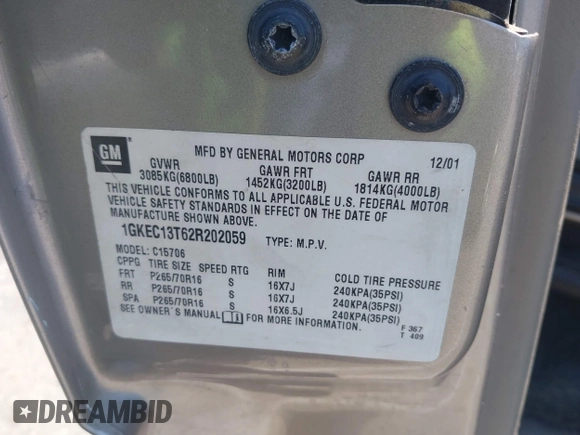 GM
MFD BY GENERAL MOTORS CORP 12/01
GVWR GAWR FRT GAWR RR
3085KG(6800LB) 1452KG(3200LB) 1814KG(4000LB)
THIS VEHICLE CONFORMS TO ALL APPLICABLE U.S. FEDERAL MOTOR
VEHICLE SAFETY STANDARDS IN EFFECT ON THE DATE OF
MANUFACTURE SHOWN ABOVE.
1GKEC13T62R202059 TYPE: M.P.V.
MODEL: C15706
CPPG TIRE SIZE SPEED RTG RIM COLD TIRE PRESSURE
FRT P265/70R16 S 16X7J 240KPA(35PSI)
RR P265/70R16 S 16X7J 240KPA(35PSI)
SPA P265/70R16 S 16X6.5J 240KPA(35PSI)
SEE OWNER'S MANUAL FOR MORE INFORMATION.
F 367
T 409
DREAMBID